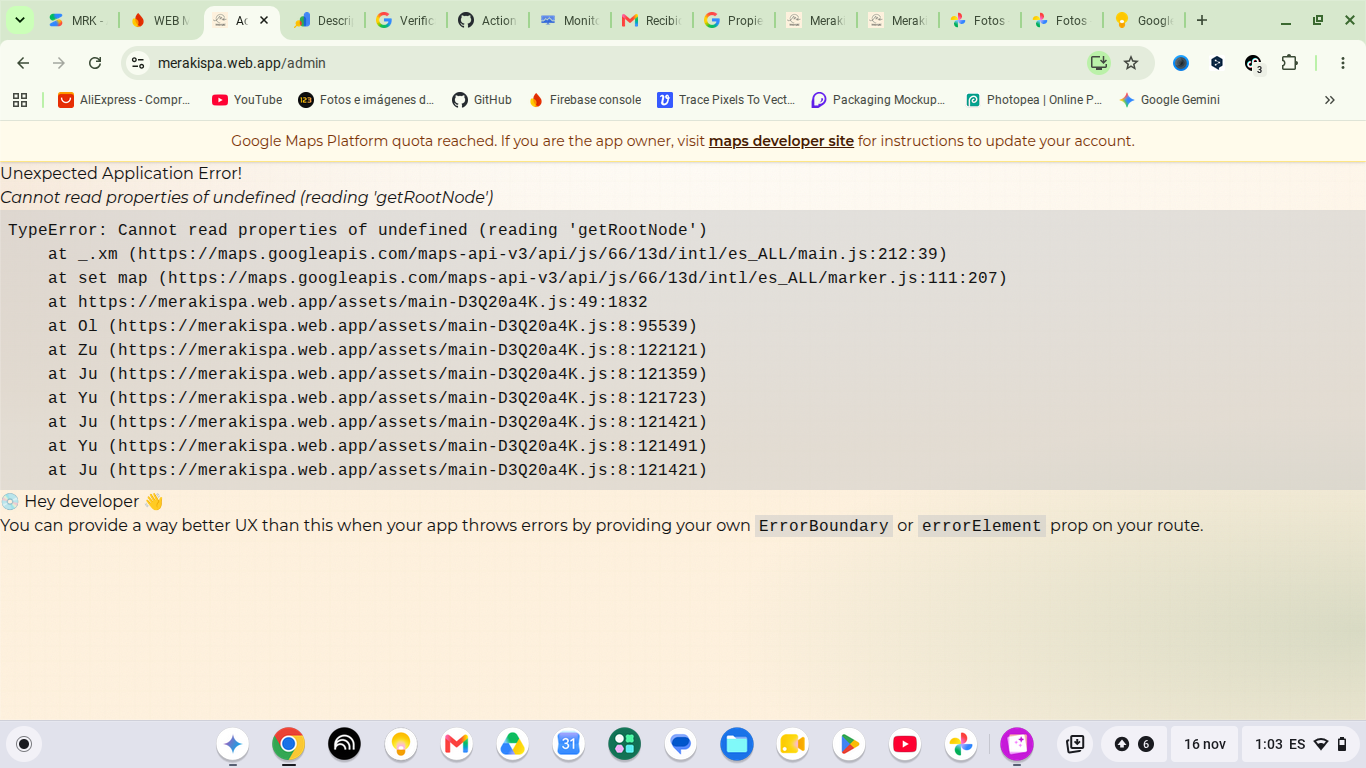 MRK -
WEB M
Ac
Descrip
Verific
Action
Monito
Recibid
Propie
Meraki
Meraki
Fotos
Fotos
Google
merakispa.web.app/admin
3
AliExpress - Compr...
YouTube
123
Fotos e imágenes d...
GitHub
Firebase console
Trace Pixels To Vect...
Packaging Mockup...
Photopea | Online P...
Google Gemini
Google Maps Platform quota reached. If you are the app owner, visit maps developer site for instructions to update your account.
Unexpected Application Error!
Cannot read properties of undefined (reading 'getRootNode')
TypeError: Cannot read properties of undefined (reading 'getRootNode')
    at _.xm (https://maps.googleapis.com/maps-api-v3/api/js/66/13d/intl/es_ALL/main.js:212:39)
    at set map (https://maps.googleapis.com/maps-api-v3/api/js/66/13d/intl/es_ALL/marker.js:111:207)
    at https://merakispa.web.app/assets/main-D3Q20a4K.js:49:1832
    at Ol (https://merakispa.web.app/assets/main-D3Q20a4K.js:8:95539)
    at Zu (https://merakispa.web.app/assets/main-D3Q20a4K.js:8:122121)
    at Ju (https://merakispa.web.app/assets/main-D3Q20a4K.js:8:121359)
    at Yu (https://merakispa.web.app/assets/main-D3Q20a4K.js:8:121723)
    at Ju (https://merakispa.web.app/assets/main-D3Q20a4K.js:8:121421)
    at Yu (https://merakispa.web.app/assets/main-D3Q20a4K.js:8:121491)
    at Ju (https://merakispa.web.app/assets/main-D3Q20a4K.js:8:121421)
💿 Hey developer 👋
You can provide a way better UX than this when your app throws errors by providing your own ErrorBoundary or errorElement prop on your route.
31
6
16 nov
1:03 ES